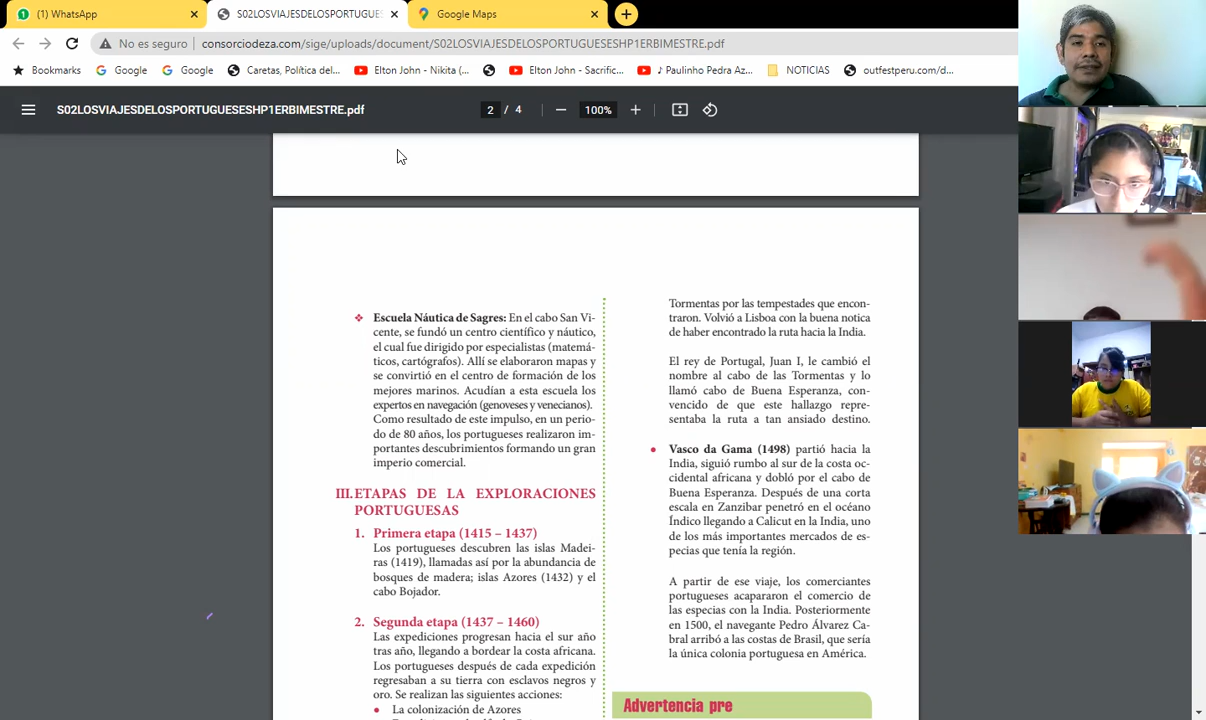 (1) WhatsApp
S02LOSVIAJESDELOSPORTUGUES
Google Maps
No es seguro
consorciodeza.com/sige/uploads/document/S02LOSVIAJESDELOSPORTUGUESESHP1ERBIMESTRE.pdf
Bookmarks
Google
Google
Caretas, Política del...
Elton John - Nikita (...
Elton John - Sacrific...
♪ Paulinho Pedra Az...
NOTICIAS
outfestperu.com/d...
S02LOSVIAJESDELOSPORTUGUESESHP1ERBIMESTRE.pdf
2 / 4
100%
❖ Escuela Náutica de Sagres: En el cabo San Vi-
cente, se fundó un centro científico y náutico,
el cual fue dirigido por especialistas (matemá-
ticos, cartógrafos). Allí se elaboraron mapas y
se convirtió en el centro de formación de los
mejores marinos. Acudían a esta escuela los
expertos en navegación (genoveses y venecianos).
Como resultado de este impulso, en un perio-
do de 80 años, los portugueses realizaron im-
portantes descubrimientos formando un gran
imperio comercial.
III. ETAPAS DE LA EXPLORACIONES
PORTUGUESAS
1. Primera etapa (1415 – 1437)
Los portugueses descubren las islas Madei-
ras (1419), llamadas así por la abundancia de
bosques de madera; islas Azores (1432) y el
cabo Bojador.
2. Segunda etapa (1437 – 1460)
Las expediciones progresan hacia el sur año
tras año, llegando a bordear la costa africana.
Los portugueses después de cada expedición
regresaban a su tierra con esclavos negros y
oro. Se realizan las siguientes acciones:
• La colonización de Azores
Tormentas por las tempestades que encon-
traron. Volvió a Lisboa con la buena notica
de haber encontrado la ruta hacia la India.
El rey de Portugal, Juan I, le cambió el
nombre al cabo de las Tormentas y lo
llamó cabo de Buena Esperanza, con-
vencido de que este hallazgo repre-
sentaba la ruta a tan ansiado destino.
• Vasco da Gama (1498) partió hacia la
India, siguió rumbo al sur de la costa oc-
cidental africana y dobló por el cabo de
Buena Esperanza. Después de una corta
escala en Zanzibar penetró en el océano
Índico llegando a Calicut en la India, uno
de los más importantes mercados de es-
pecias que tenía la región.
A partir de ese viaje, los comerciantes
portugueses acapararon el comercio de
las especias con la India. Posteriormente
en 1500, el navegante Pedro Álvarez Ca-
bral arribó a las costas de Brasil, que sería
la única colonia portuguesa en América.
Advertencia pre